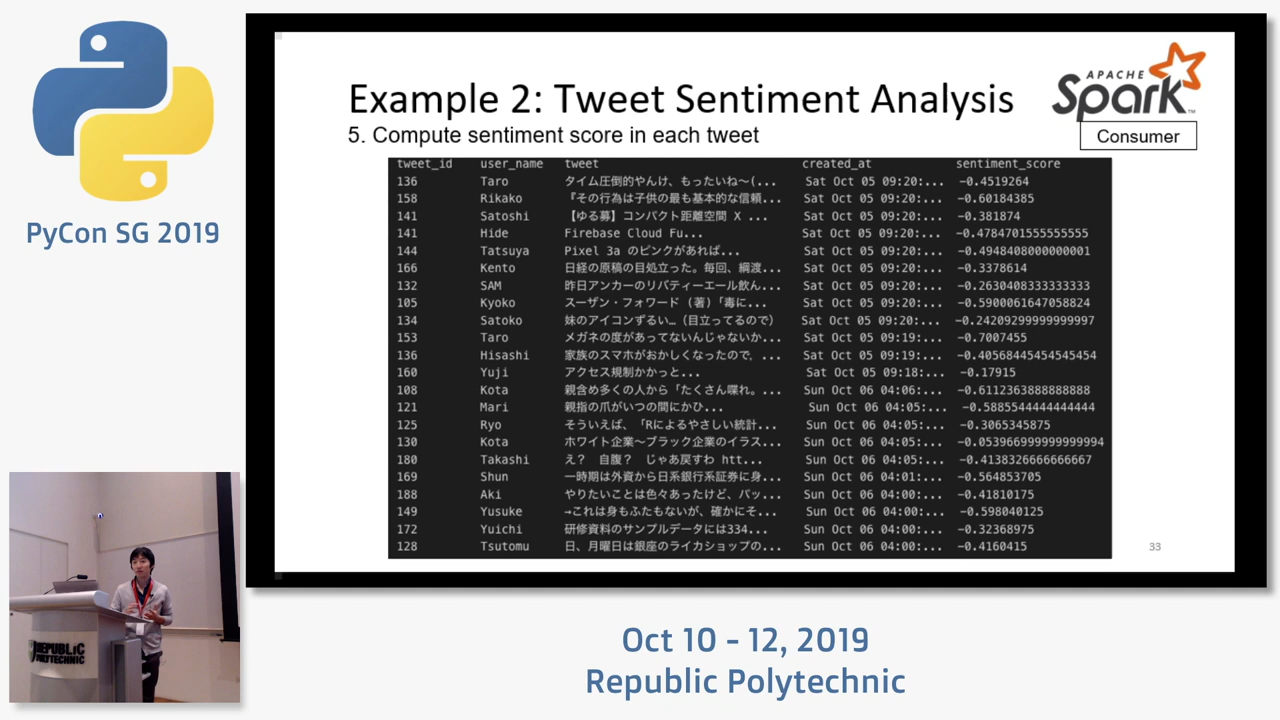 PyCon SG 2019
Example 2: Tweet Sentiment Analysis
APACHE
Spark™
Consumer
5. Compute sentiment score in each tweet
tweet_id user_name tweet created_at sentiment_score
136 Taro タイム圧倒的やんけ、もったいね〜(... Sat Oct 05 09:20:... -0.4519264
158 Rikako 『その行為は子供の最も基本的な信頼... Sat Oct 05 09:20:... -0.60184385
141 Satoshi 【ゆる募】コンパクト距離空間 X ... Sat Oct 05 09:20:... -0.381874
141 Hide Firebase Cloud Fu... Sat Oct 05 09:20:... -0.4784701555555555
144 Tatsuya Pixel 3a のピンクがあれば... Sat Oct 05 09:20:... -0.4948408000000001
166 Kento 日経の原稿の目処立った。毎回、綱渡... Sat Oct 05 09:20:... -0.3378614
132 SAM 昨日アンカーのリバティーエール飲ん... Sat Oct 05 09:20:... -0.2630408333333333
105 Kyoko スーザン・フォワード (著)「毒に... Sat Oct 05 09:20:... -0.5900061647058824
134 Satoko 妹のアイコンずるい…（目立ってるので） Sat Oct 05 09:20:... -0.24209299999999997
153 Taro メガネの度があってないんじゃないか... Sat Oct 05 09:19:... -0.7007455
136 Hisashi 家族のスマホがおかしくなったので、... Sat Oct 05 09:19:... -0.40568445454545454
160 Yuji アクセス規制かかっと... Sat Oct 05 09:18:... -0.17915
108 Kota 親含め多くの人から「たくさん喋れ。... Sun Oct 06 04:06:... -0.6112363888888888
121 Mari 親指の爪がいつの間にかひ... Sun Oct 06 04:05:... -0.5885544444444444
125 Ryo そういえば、「Rによるやさしい統計... Sun Oct 06 04:05:... -0.3065345875
130 Kota ホワイト企業〜ブラック企業のイラス... Sun Oct 06 04:05:... -0.053966999999999994
180 Takashi え？ 自腹？ じゃあ戻すわ htt... Sun Oct 06 04:05:... -0.4138326666666667
169 Shun 一時期は外資から日系銀行系証券に身... Sun Oct 06 04:01:... -0.564853705
188 Aki やりたいことは色々あったけど、バッ... Sun Oct 06 04:00:... -0.41810175
149 Yusuke →これは身もふたもないが、確かにそ... Sun Oct 06 04:00:... -0.598040125
172 Yuichi 研修資料のサンプルデータには334... Sun Oct 06 04:00:... -0.32368975
128 Tsutomu 日、月曜日は銀座のライカショップの... Sun Oct 06 04:00:... -0.4160415
33
REPUBLIC
POLYTECHNIC
Oct 10 - 12, 2019
Republic Polytechnic